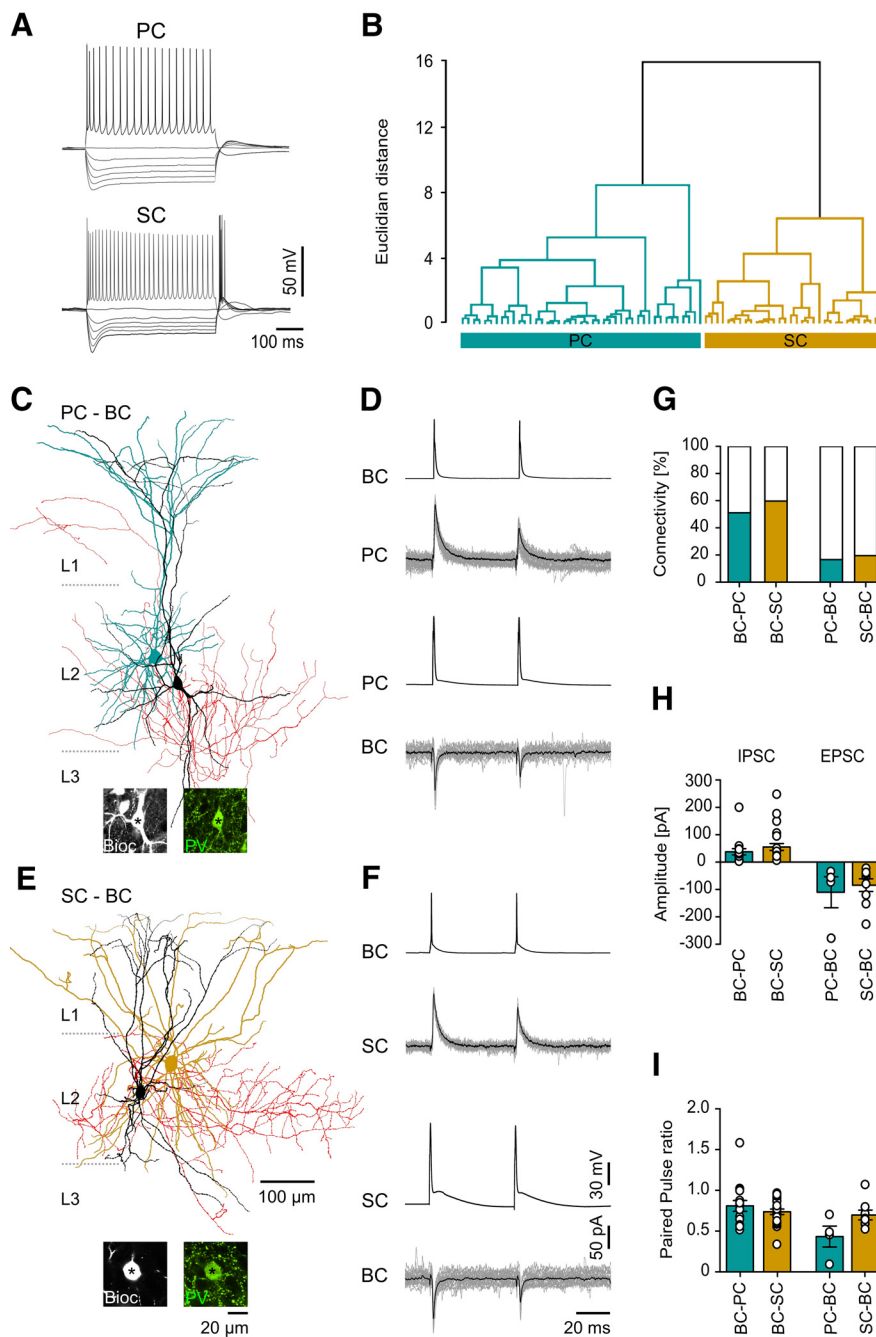 A
PC
SC
50 mV
100 ms
B
Euclidian distance
16
12
8
4
0
PC
SC
C
PC - BC
L1
L2
L3
Bioc
PV
D
BC
PC
PC
BC
E
SC - BC
L1
L2
L3
100 µm
Bioc
PV
20 µm
F
BC
SC
SC
BC
30 mV
50 pA
20 ms
G
Connectivity [%]
100
80
60
40
20
0
BC-PC
BC-SC
PC-BC
SC-BC
H
IPSC
EPSC
Amplitude [pA]
300
200
100
0
-100
-200
-300
BC-PC
BC-SC
PC-BC
SC-BC
I
Paired Pulse ratio
2.0
1.5
1.0
0.5
0
BC-PC
BC-SC
PC-BC
SC-BC